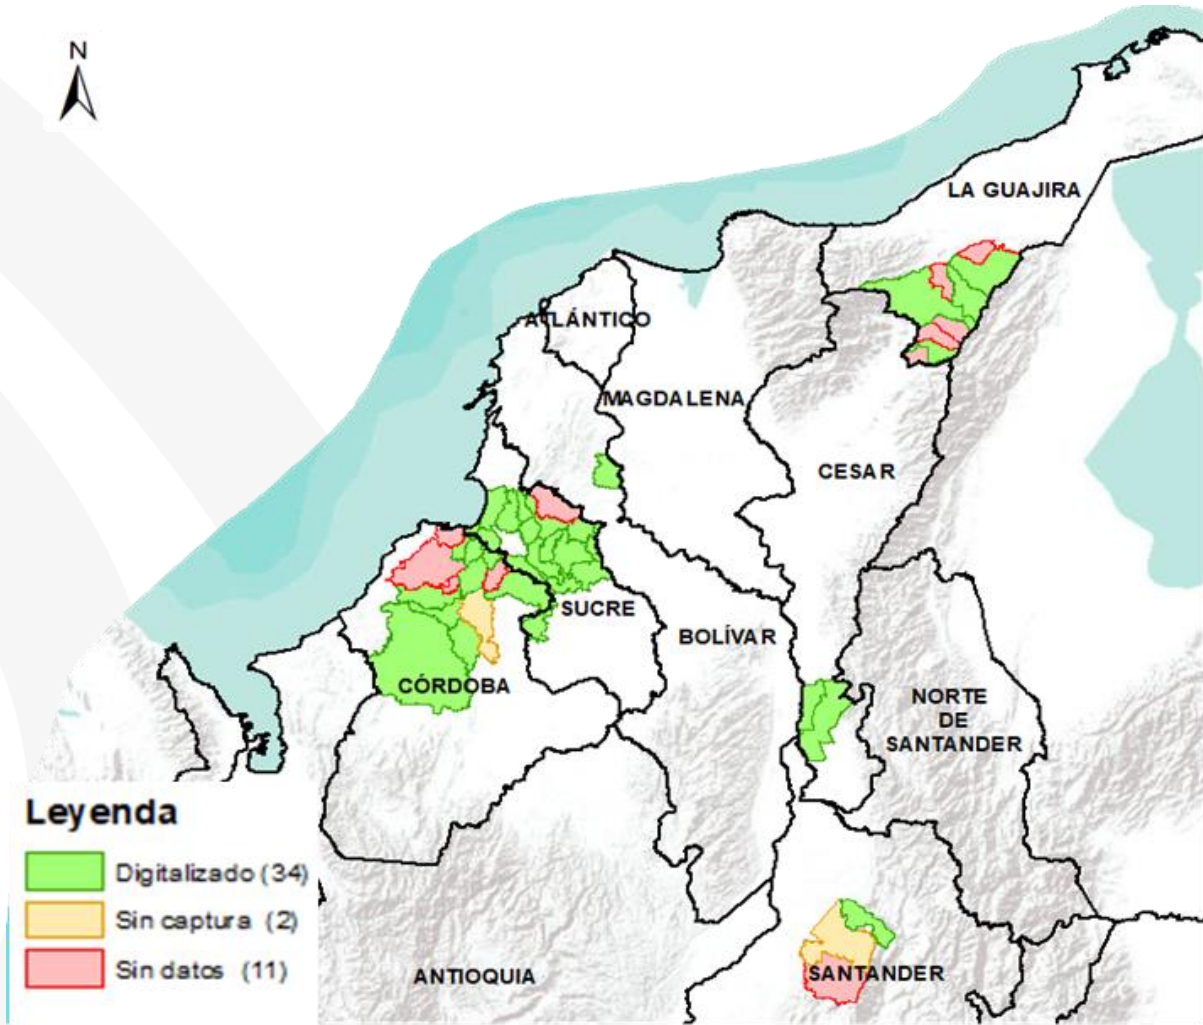 N
LA GUAJIRA
ATLÁNTICO
MAGDALENA
CESAR
SUCRE
BOLÍVAR
CÓRDOBA
NORTE
DE
SANTANDER
Leyenda
Digitalizado (34)
Sin captura (2)
Sin datos (11)
ANTIOQUIA
SANTANDER